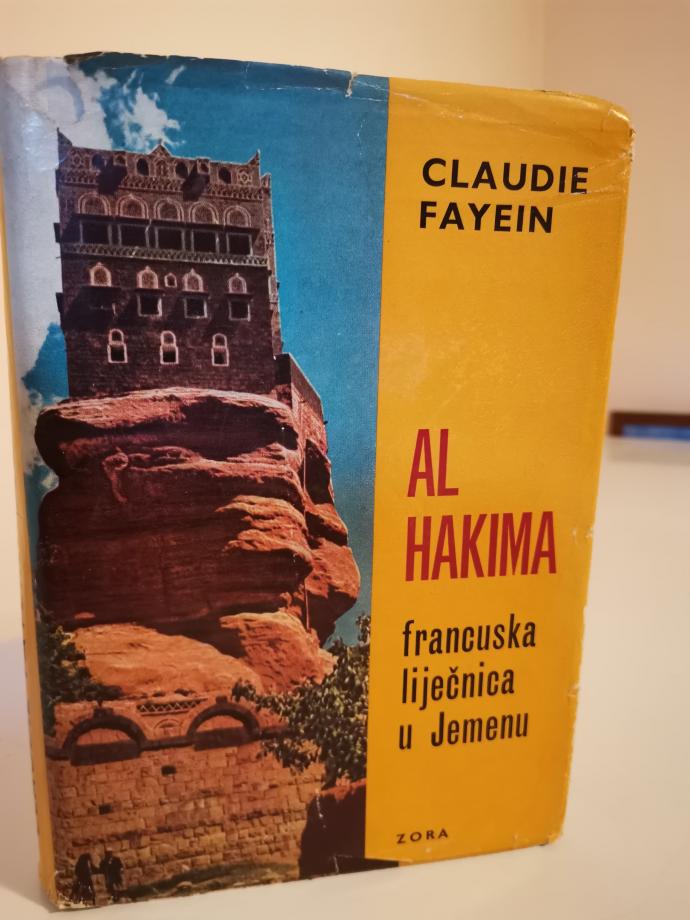 CLAUDIE
FAYEIN
AL
HAKIMA
francuska
liječnica
u Jemenu
ZORA